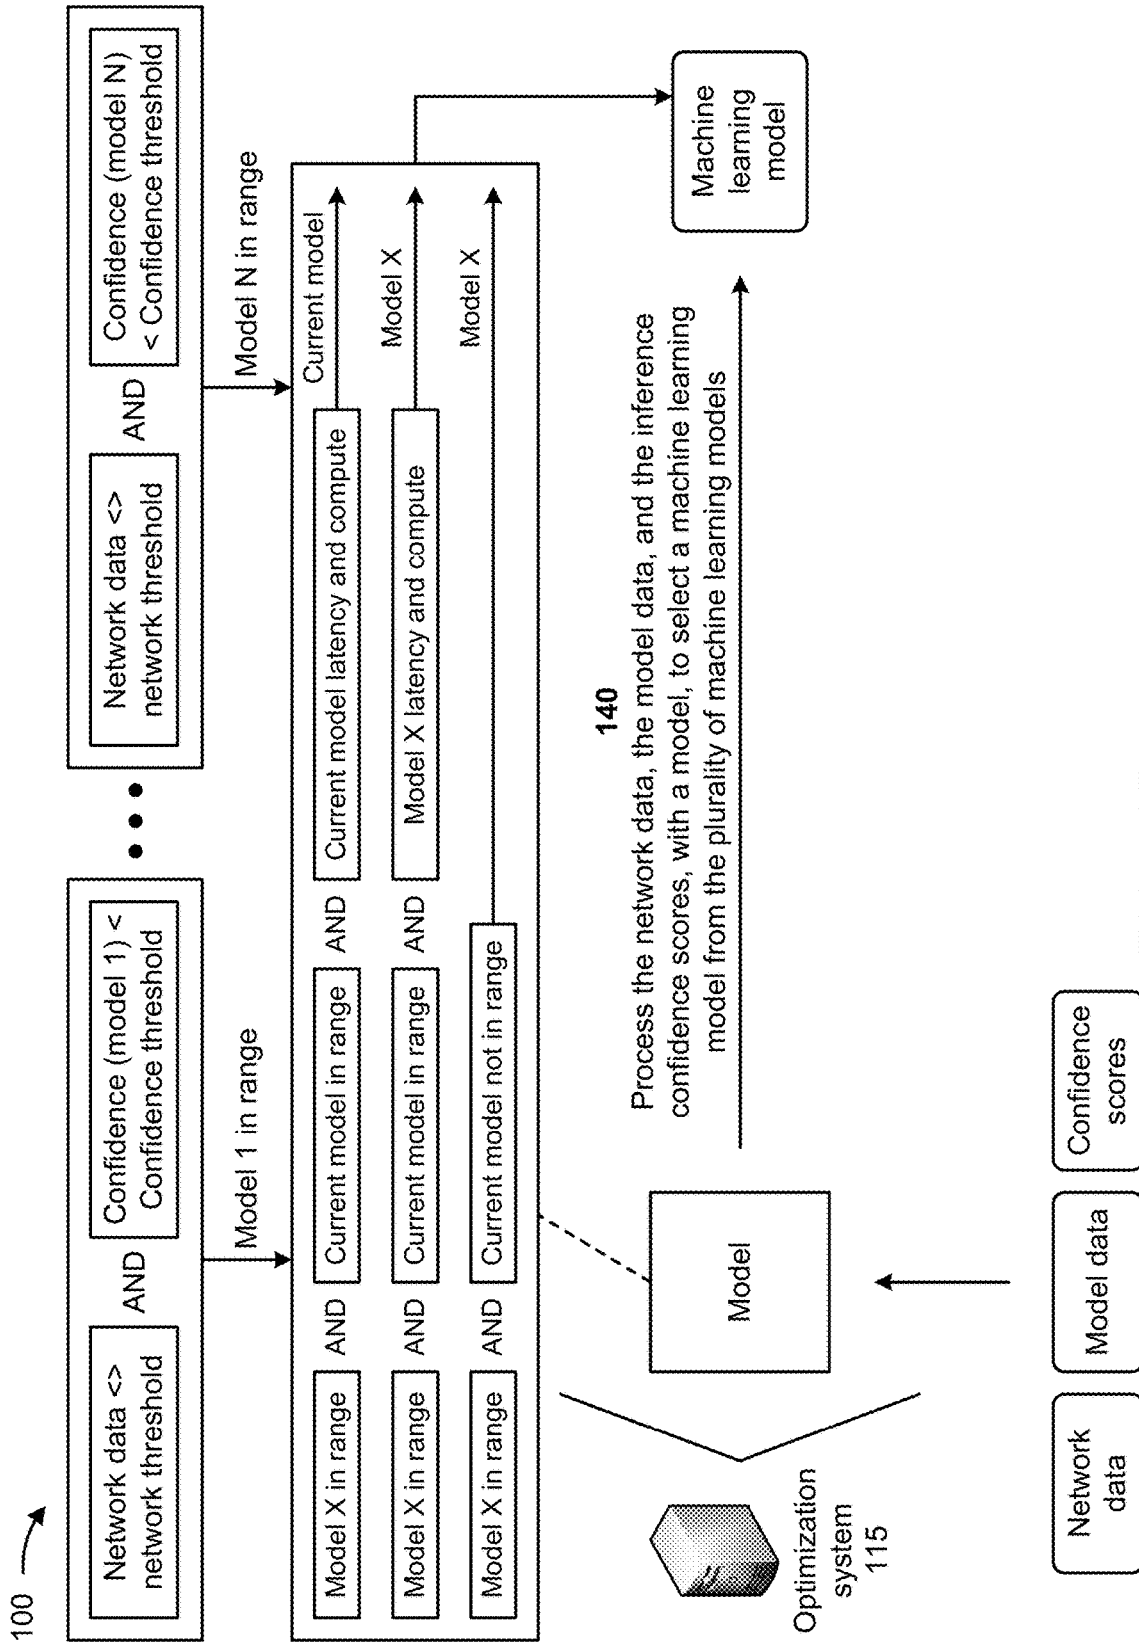 100
Network data <>
network threshold
AND
Confidence (model 1) <
Confidence threshold
Network data <>
network threshold
AND
Confidence (model N)
< Confidence threshold
Model 1 in range
Model N in range
Model X in range
AND
Current model in range
AND
Current model latency and compute
Current model
Model X in range
AND
Current model in range
AND
Model X latency and compute
Model X
Model X in range
AND
Current model not in range
Model X
140
Process the network data, the model data, and the inference
confidence scores, with a model, to select a machine learning
model from the plurality of machine learning models
Optimization
system
115
Model
Machine
learning
model
Network
data
Model data
Confidence
scores